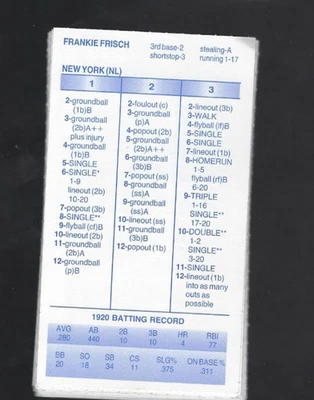 FRANKIE FRISCH
3rd base-2 stealing-A
shortstop-3 running 1-17
NEW YORK (NL)
1 2 3
2-groundball
(1b)B
3-groundball
(2b)A++
plus injury
4-groundball
(1b)B
5-SINGLE
6-SINGLE*
1-9
lineout (2b)
10-20
7-popout (3b)
8-SINGLE**
9-flyball (cf)B
10-lineout (2b)
11-groundball
(2b)A
12-groundball
(p)B
2-foulout (c)
3-groundball
(p)A
4-popout (2b)
5-groundball
(2b)A++
6-SINGLE**
7-popout (ss)
8-groundball
(ss)A
9-groundball
(ss)A
10-lineout (ss)
11-groundball
(3b)B
12-popout (1b)
2-lineout (3b)
3-WALK
4-flyball (lf)B
5-SINGLE
6-SINGLE
7-lineout (1b)
8-HOMERUN
1-5
flyball (rf)B
6-20
9-TRIPLE
1-16
SINGLE**
17-20
10-DOUBLE**
1-2
SINGLE**
3-20
11-SINGLE
12-lineout (1b)
into as many
outs as
possible
1920 BATTING RECORD
AVG AB 2B 3B HR RBI
.280 440 10 10 4 77
BB SO SB CS SLG% ON BASE%
20 18 34 11 .375 .311